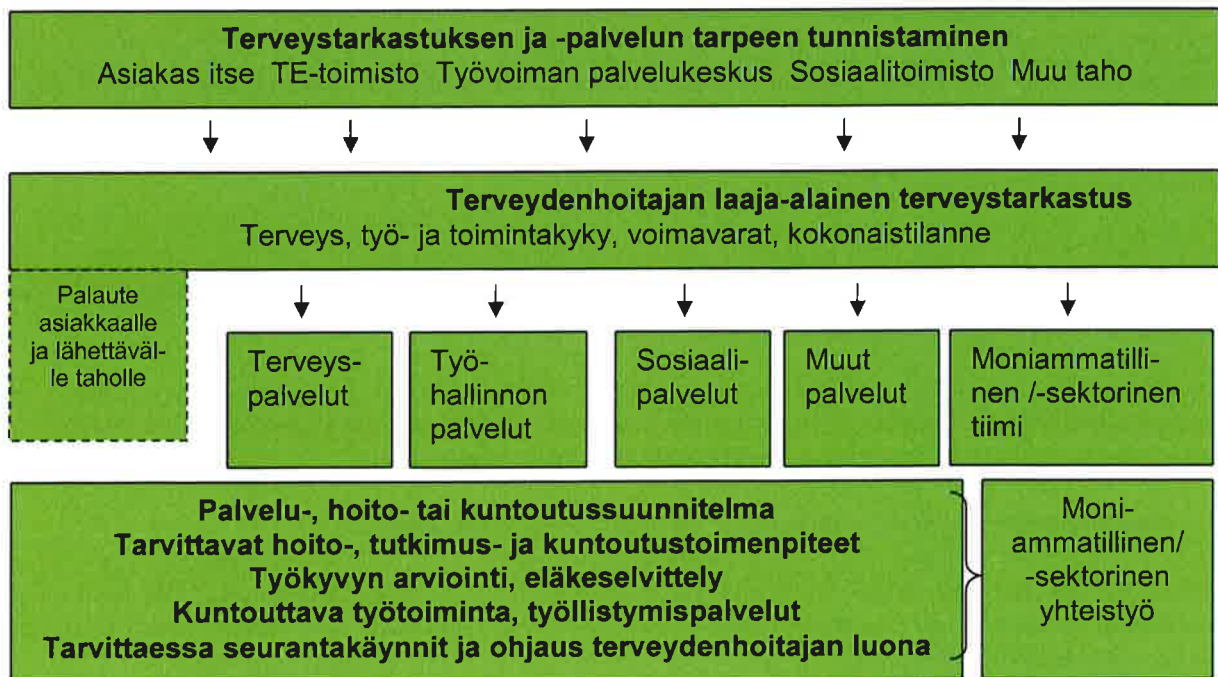 Terveystarkastuksen ja -palvelun tarpeen tunnistaminen
Asiakas itse TE-toimisto Työvoiman palvelukeskus Sosiaalitoimisto Muu taho
Terveydenhoitajan laaja-alainen terveystarkastus
Terveys, työ- ja toimintakyky, voimavarat, kokonaistilanne
Palaute
asiakkaalle
ja lähettäväl-
le taholle
Terveys-
palvelut
Työ-
hallinnon
palvelut
Sosiaali-
palvelut
Muut
palvelut
Moniammatilli-
nen /-sektorinen
tiimi
Palvelu-, hoito- tai kuntoutussuunnitelma
Tarvittavat hoito-, tutkimus- ja kuntoutustoimenpiteet
Työkyvyn arviointi, eläkeselvittely
Kuntouttava työtoiminta, työllistymispalvelut
Tarvittaessa seurantakäynnit ja ohjaus terveydenhoitajan luona
Moni-
ammatillinen/
-sektorinen
yhteistyö